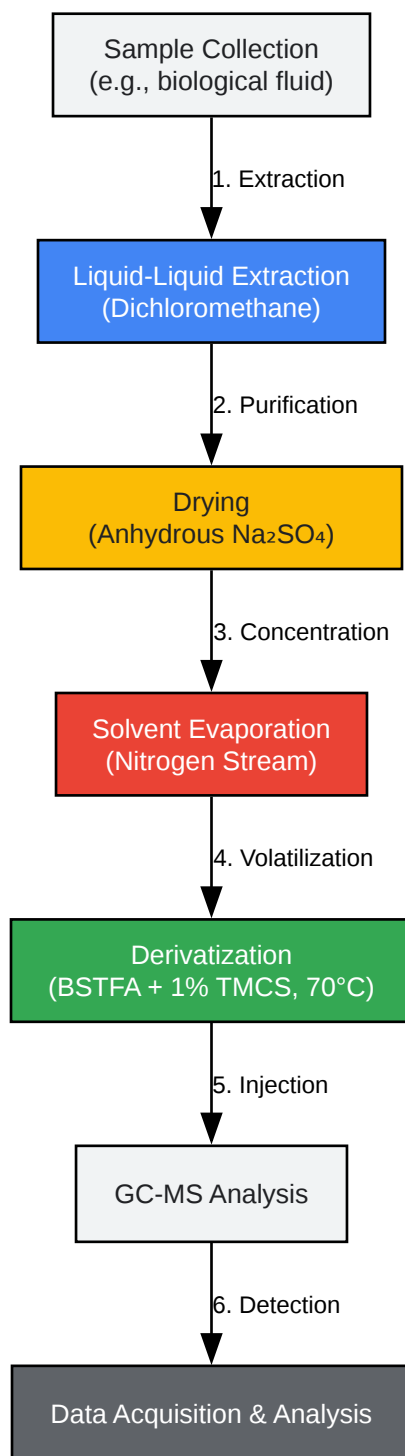 Sample Collection
(e.g., biological fluid)
1. Extraction
Liquid-Liquid Extraction
(Dichloromethane)
2. Purification
Drying
(Anhydrous Na₂SO₄)
3. Concentration
Solvent Evaporation
(Nitrogen Stream)
4. Volatilization
Derivatization
(BSTFA + 1% TMCS, 70°C)
5. Injection
GC-MS Analysis
6. Detection
Data Acquisition & Analysis